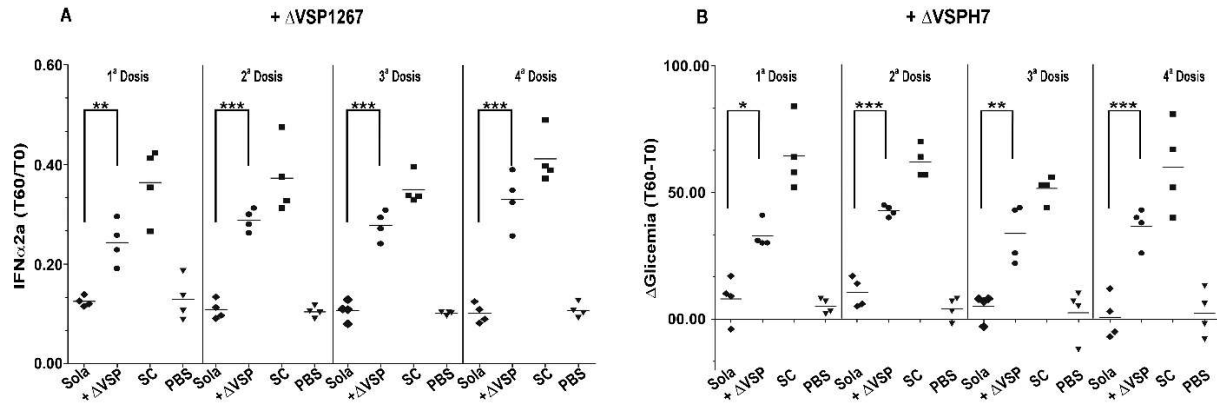 A
+ ΔVSP1267
IFNα2a (T60/T0)
0.60
0.40
0.20
0.00
1ª Dosis
2ª Dosis
3ª Dosis
4ª Dosis
**
***
***
***
Sola
+ ΔVSP
SC
PBS
Sola
+ ΔVSP
SC
PBS
Sola
+ ΔVSP
SC
PBS
Sola
+ ΔVSP
SC
PBS
B
+ ΔVSPH7
ΔGlicemia (T60-T0)
100.00
50.00
00.00
1ª Dosis
2ª Dosis
3ª Dosis
4ª Dosis
*
***
**
***
Sola
+ ΔVSP
SC
PBS
Sola
+ ΔVSP
SC
PBS
Sola
+ ΔVSP
SC
PBS
Sola
+ ΔVSP
SC
PBS